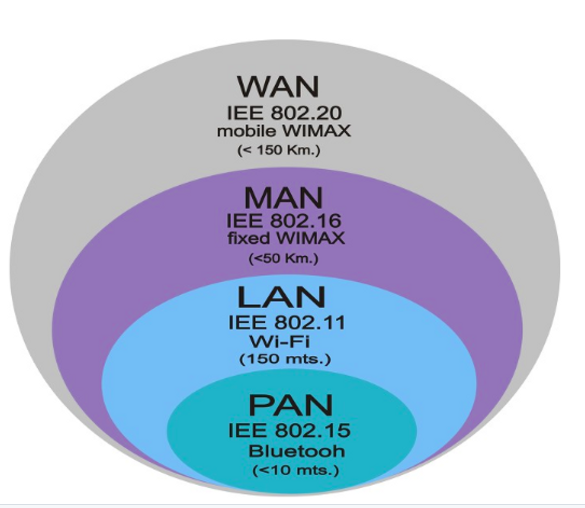 WAN
IEE 802.20
mobile WIMAX
(< 150 Km.)
MAN
IEE 802.16
fixed WIMAX
(<50 Km.)
LAN
IEE 802.11
Wi-Fi
(150 mts.)
PAN
IEE 802.15
Bluetooh
(<10 mts.)